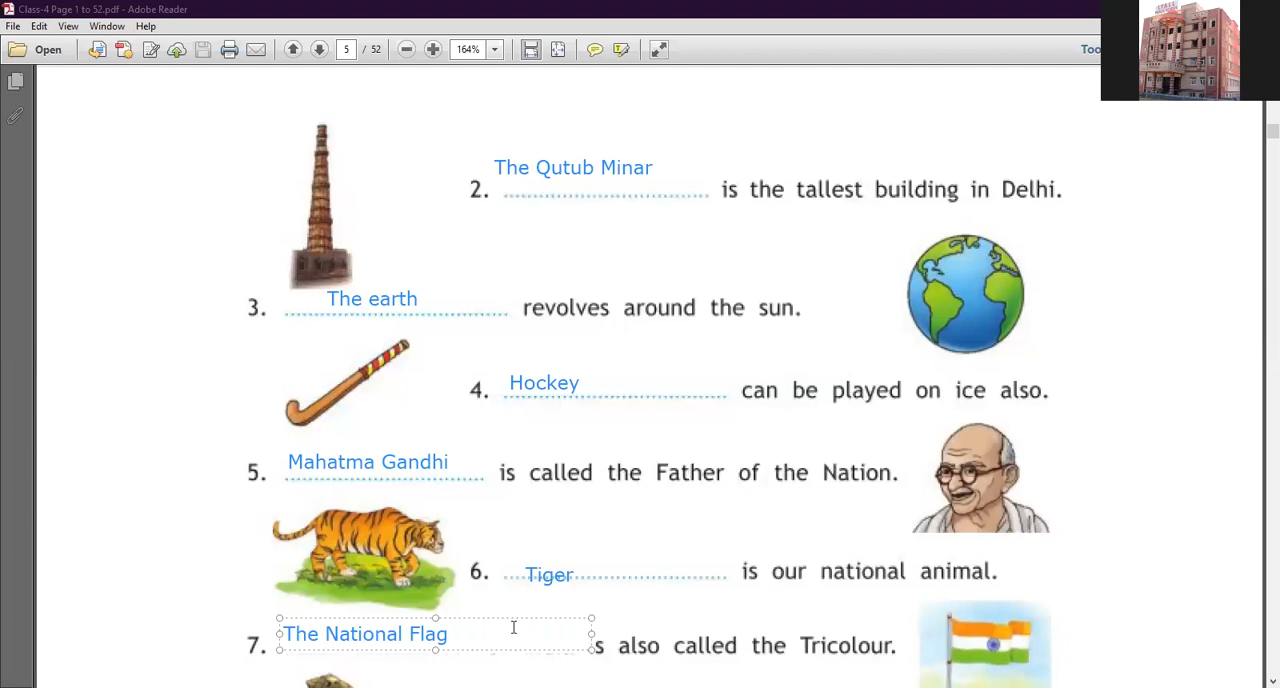 Class-4 Page 1 to 52.pdf - Adobe Reader
File Edit View Window Help
Open 5 / 52 164% Too
The Qutub Minar
2. is the tallest building in Delhi.
The earth
3. revolves around the sun.
Hockey
4. can be played on ice also.
Mahatma Gandhi
5. is called the Father of the Nation.
6. Tiger is our national animal.
The National Flag
7. s also called the Tricolour.